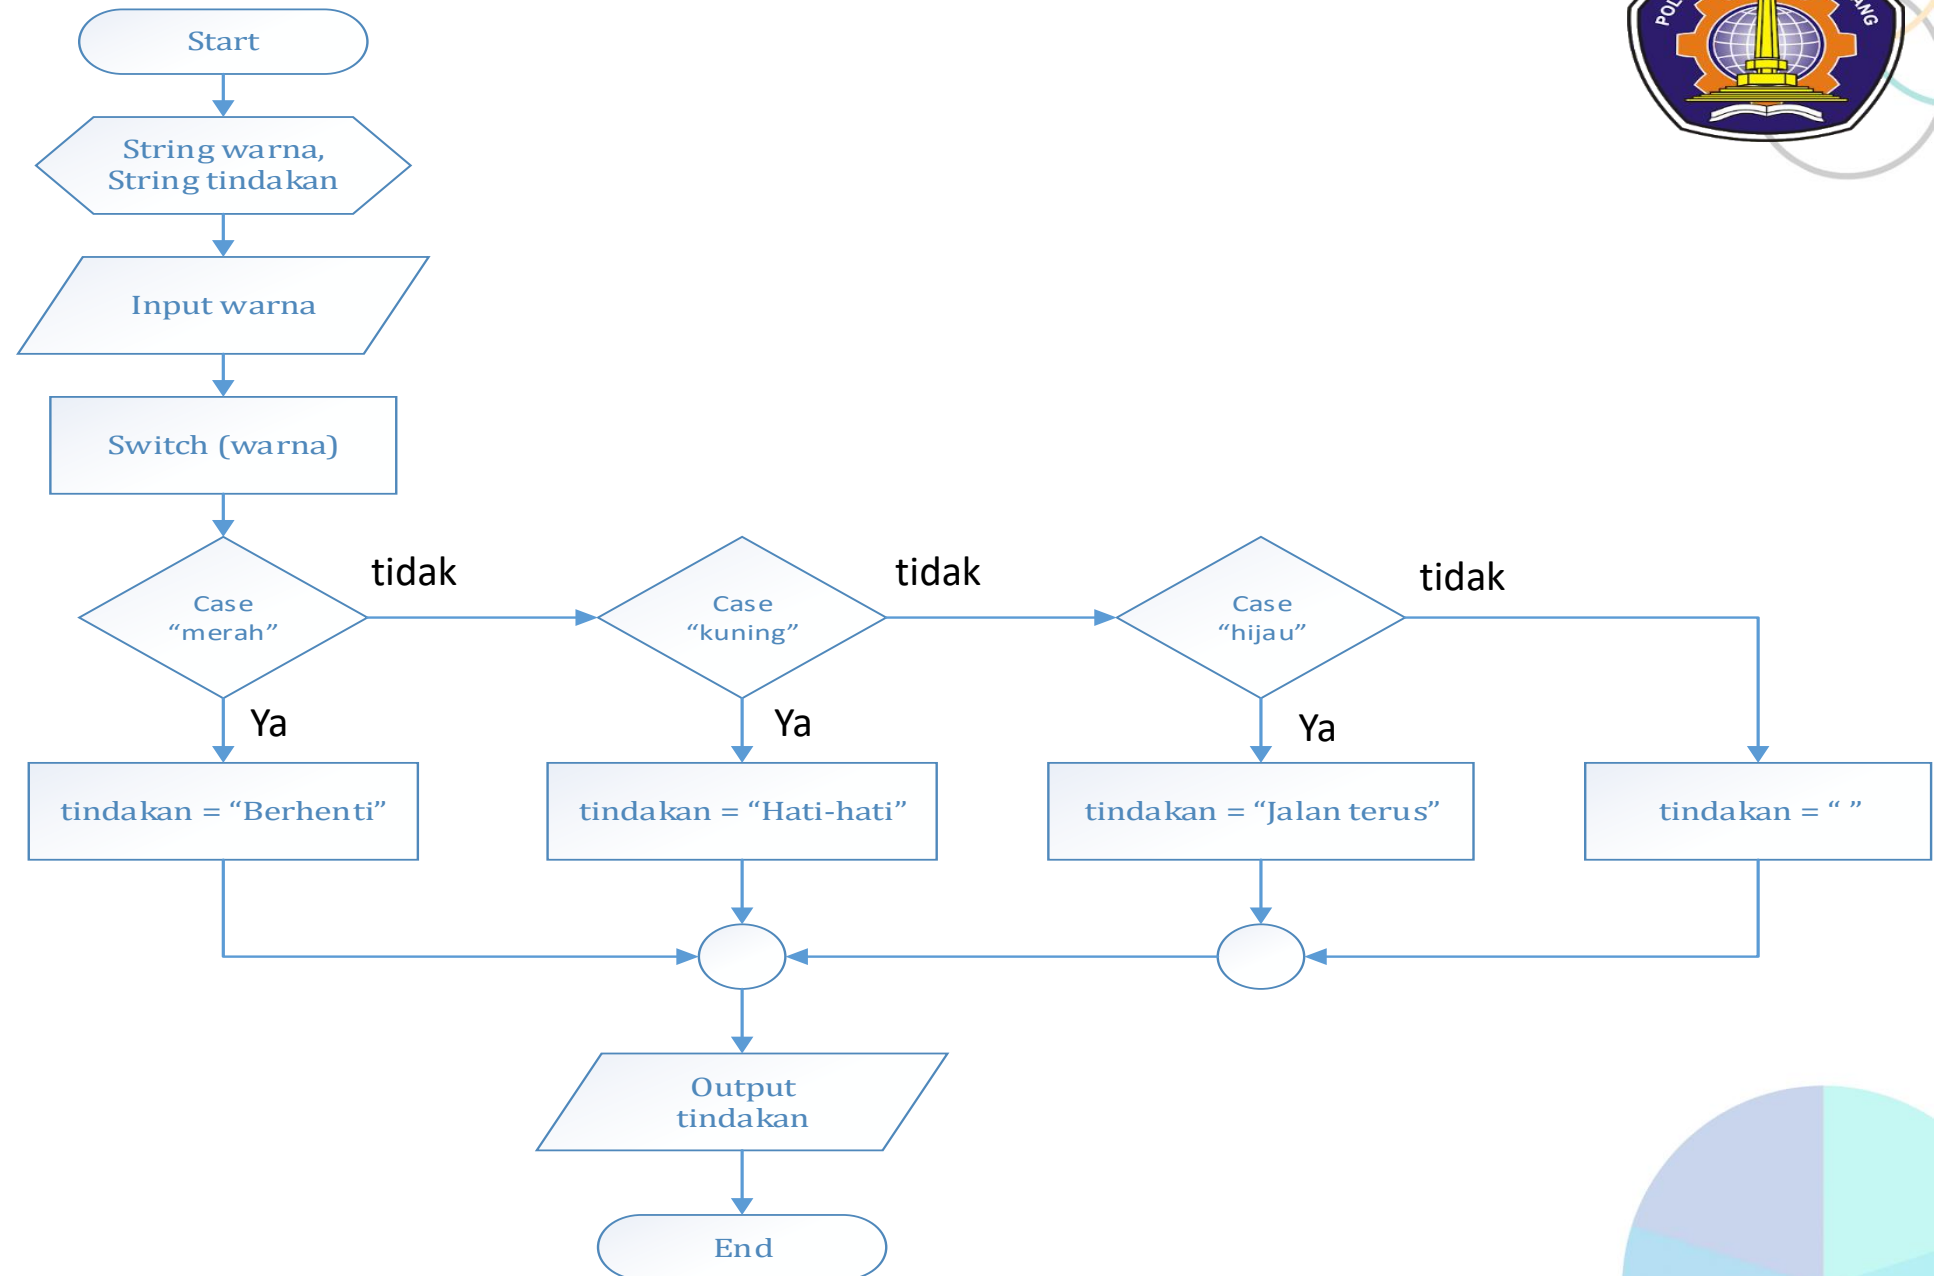 Start
String warna,
String tindakan
Input warna
Switch (warna)
Case
“merah”
tidak
Case
“kuning”
tidak
Case
“hijau”
tidak
Ya
Ya
Ya
tindakan = “Berhenti”
tindakan = “Hati-hati”
tindakan = “Jalan terus”
tindakan = “ ”
Output
tindakan
End